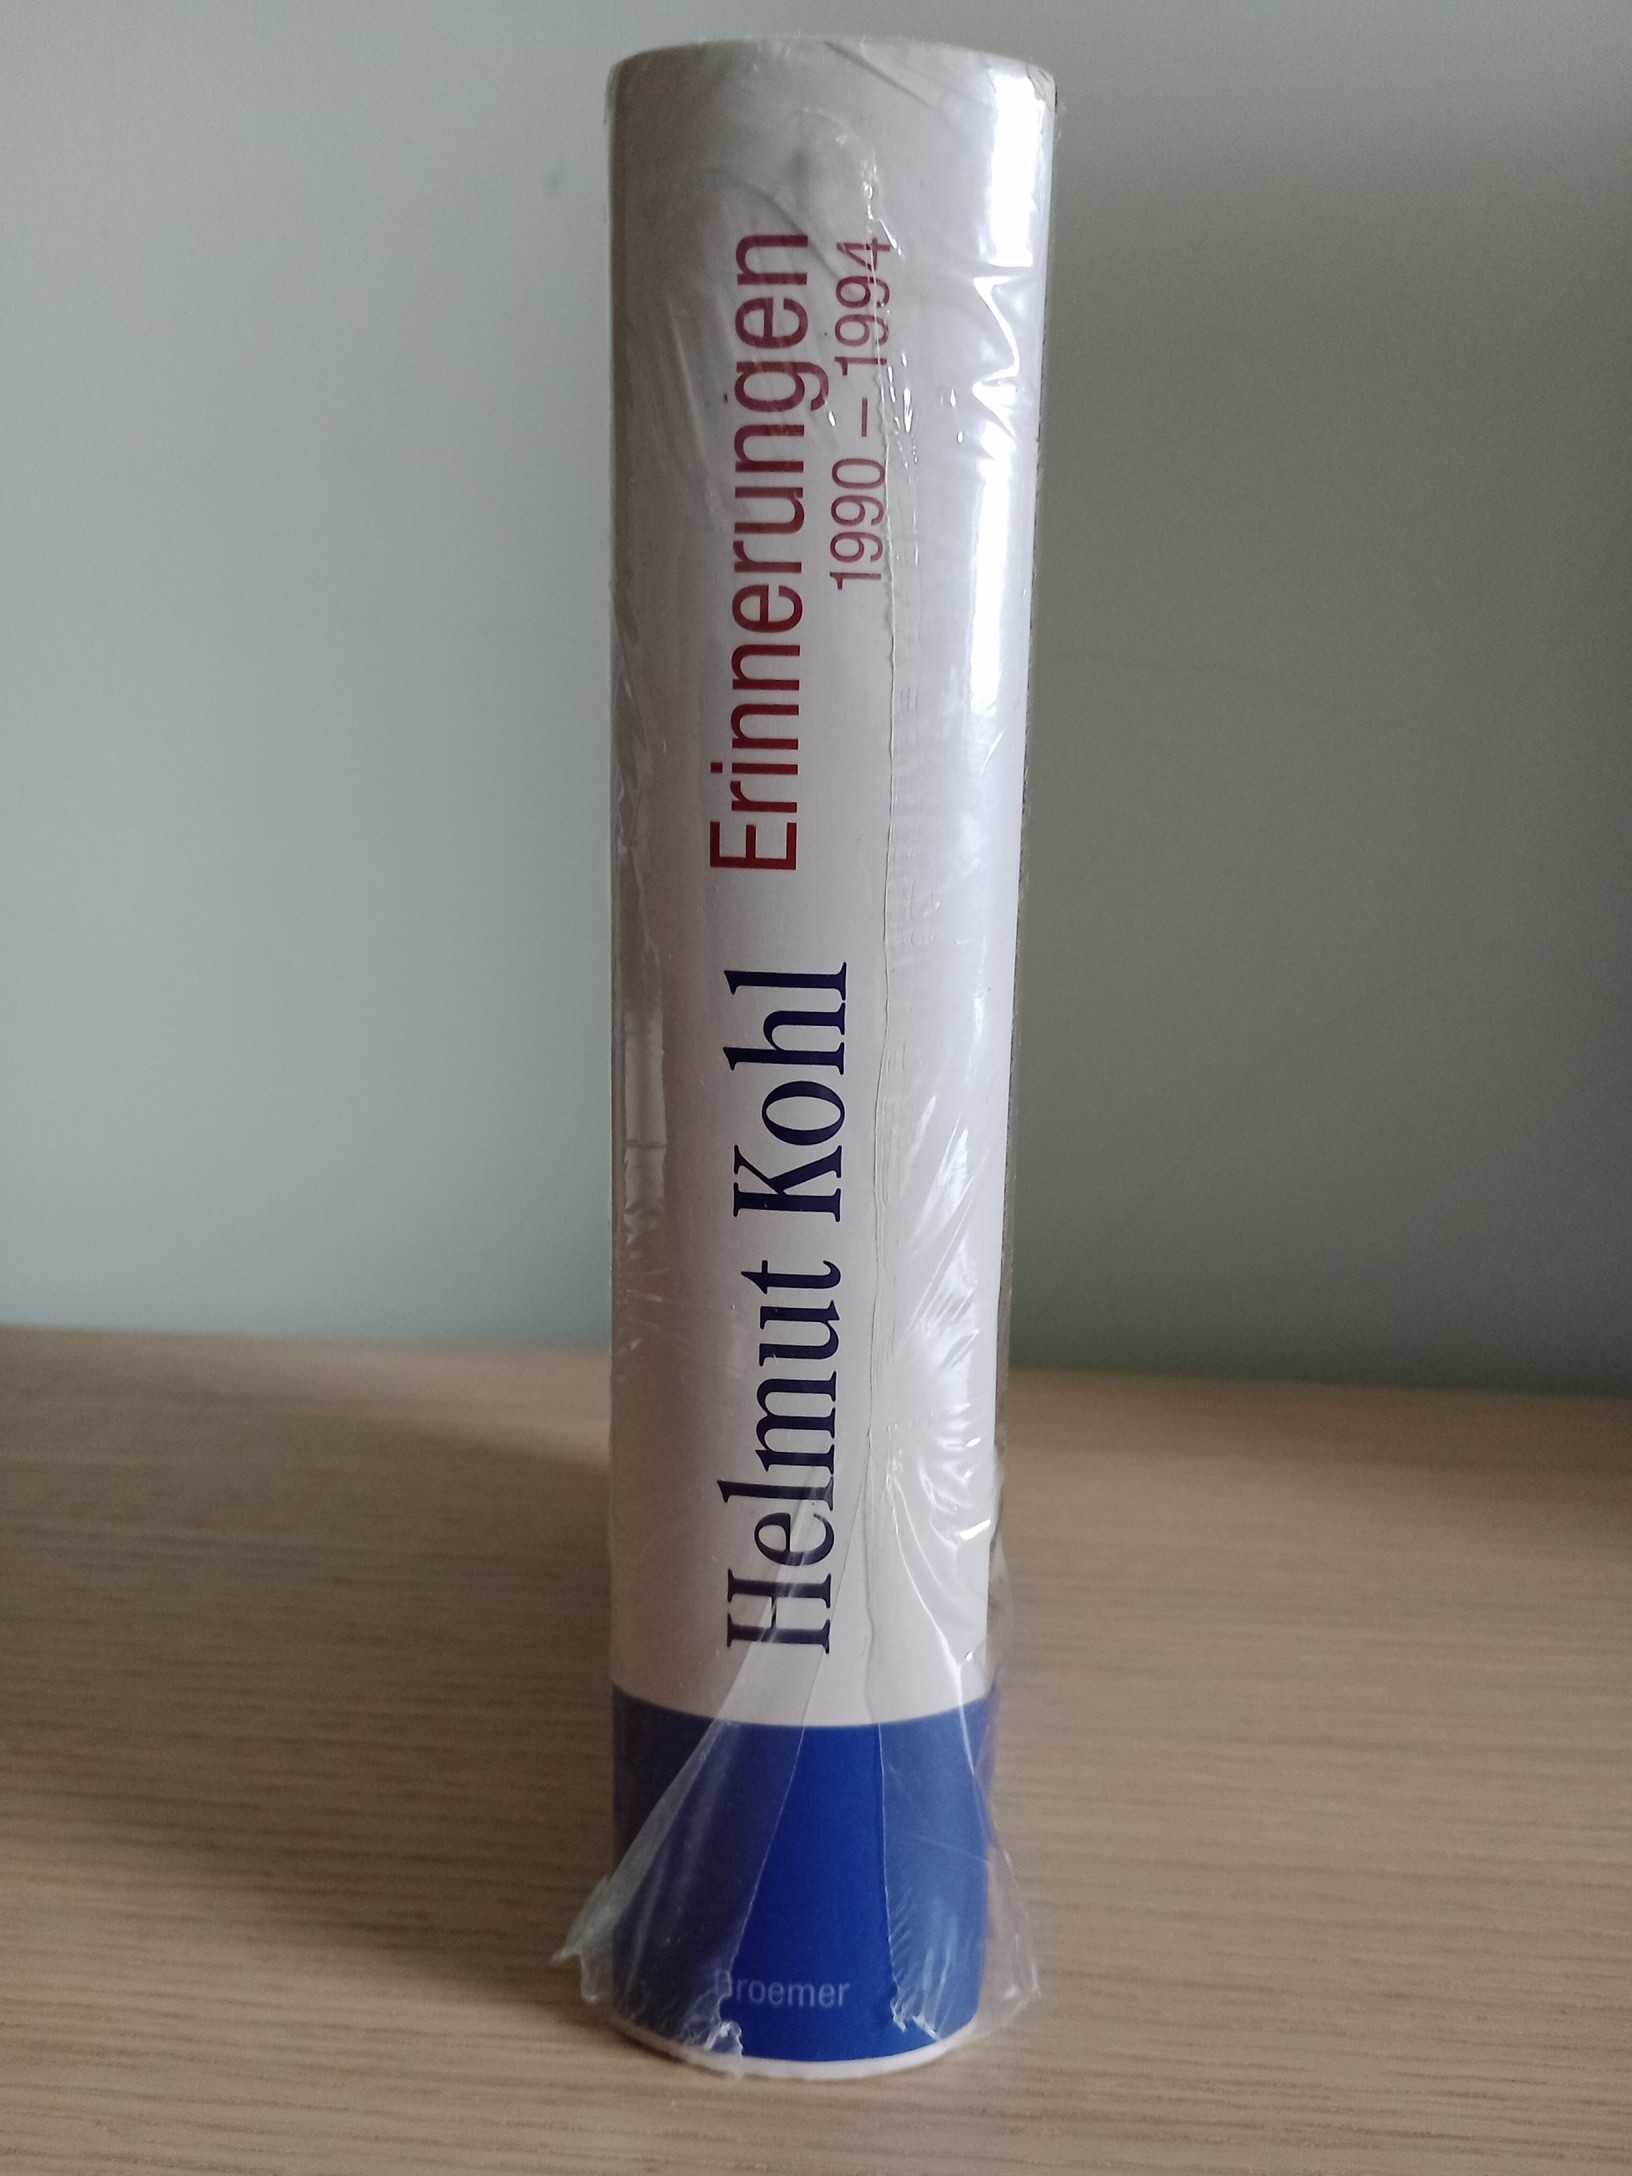 Helmut Kohl Erinnerungen
1990 – 1994
Droemer